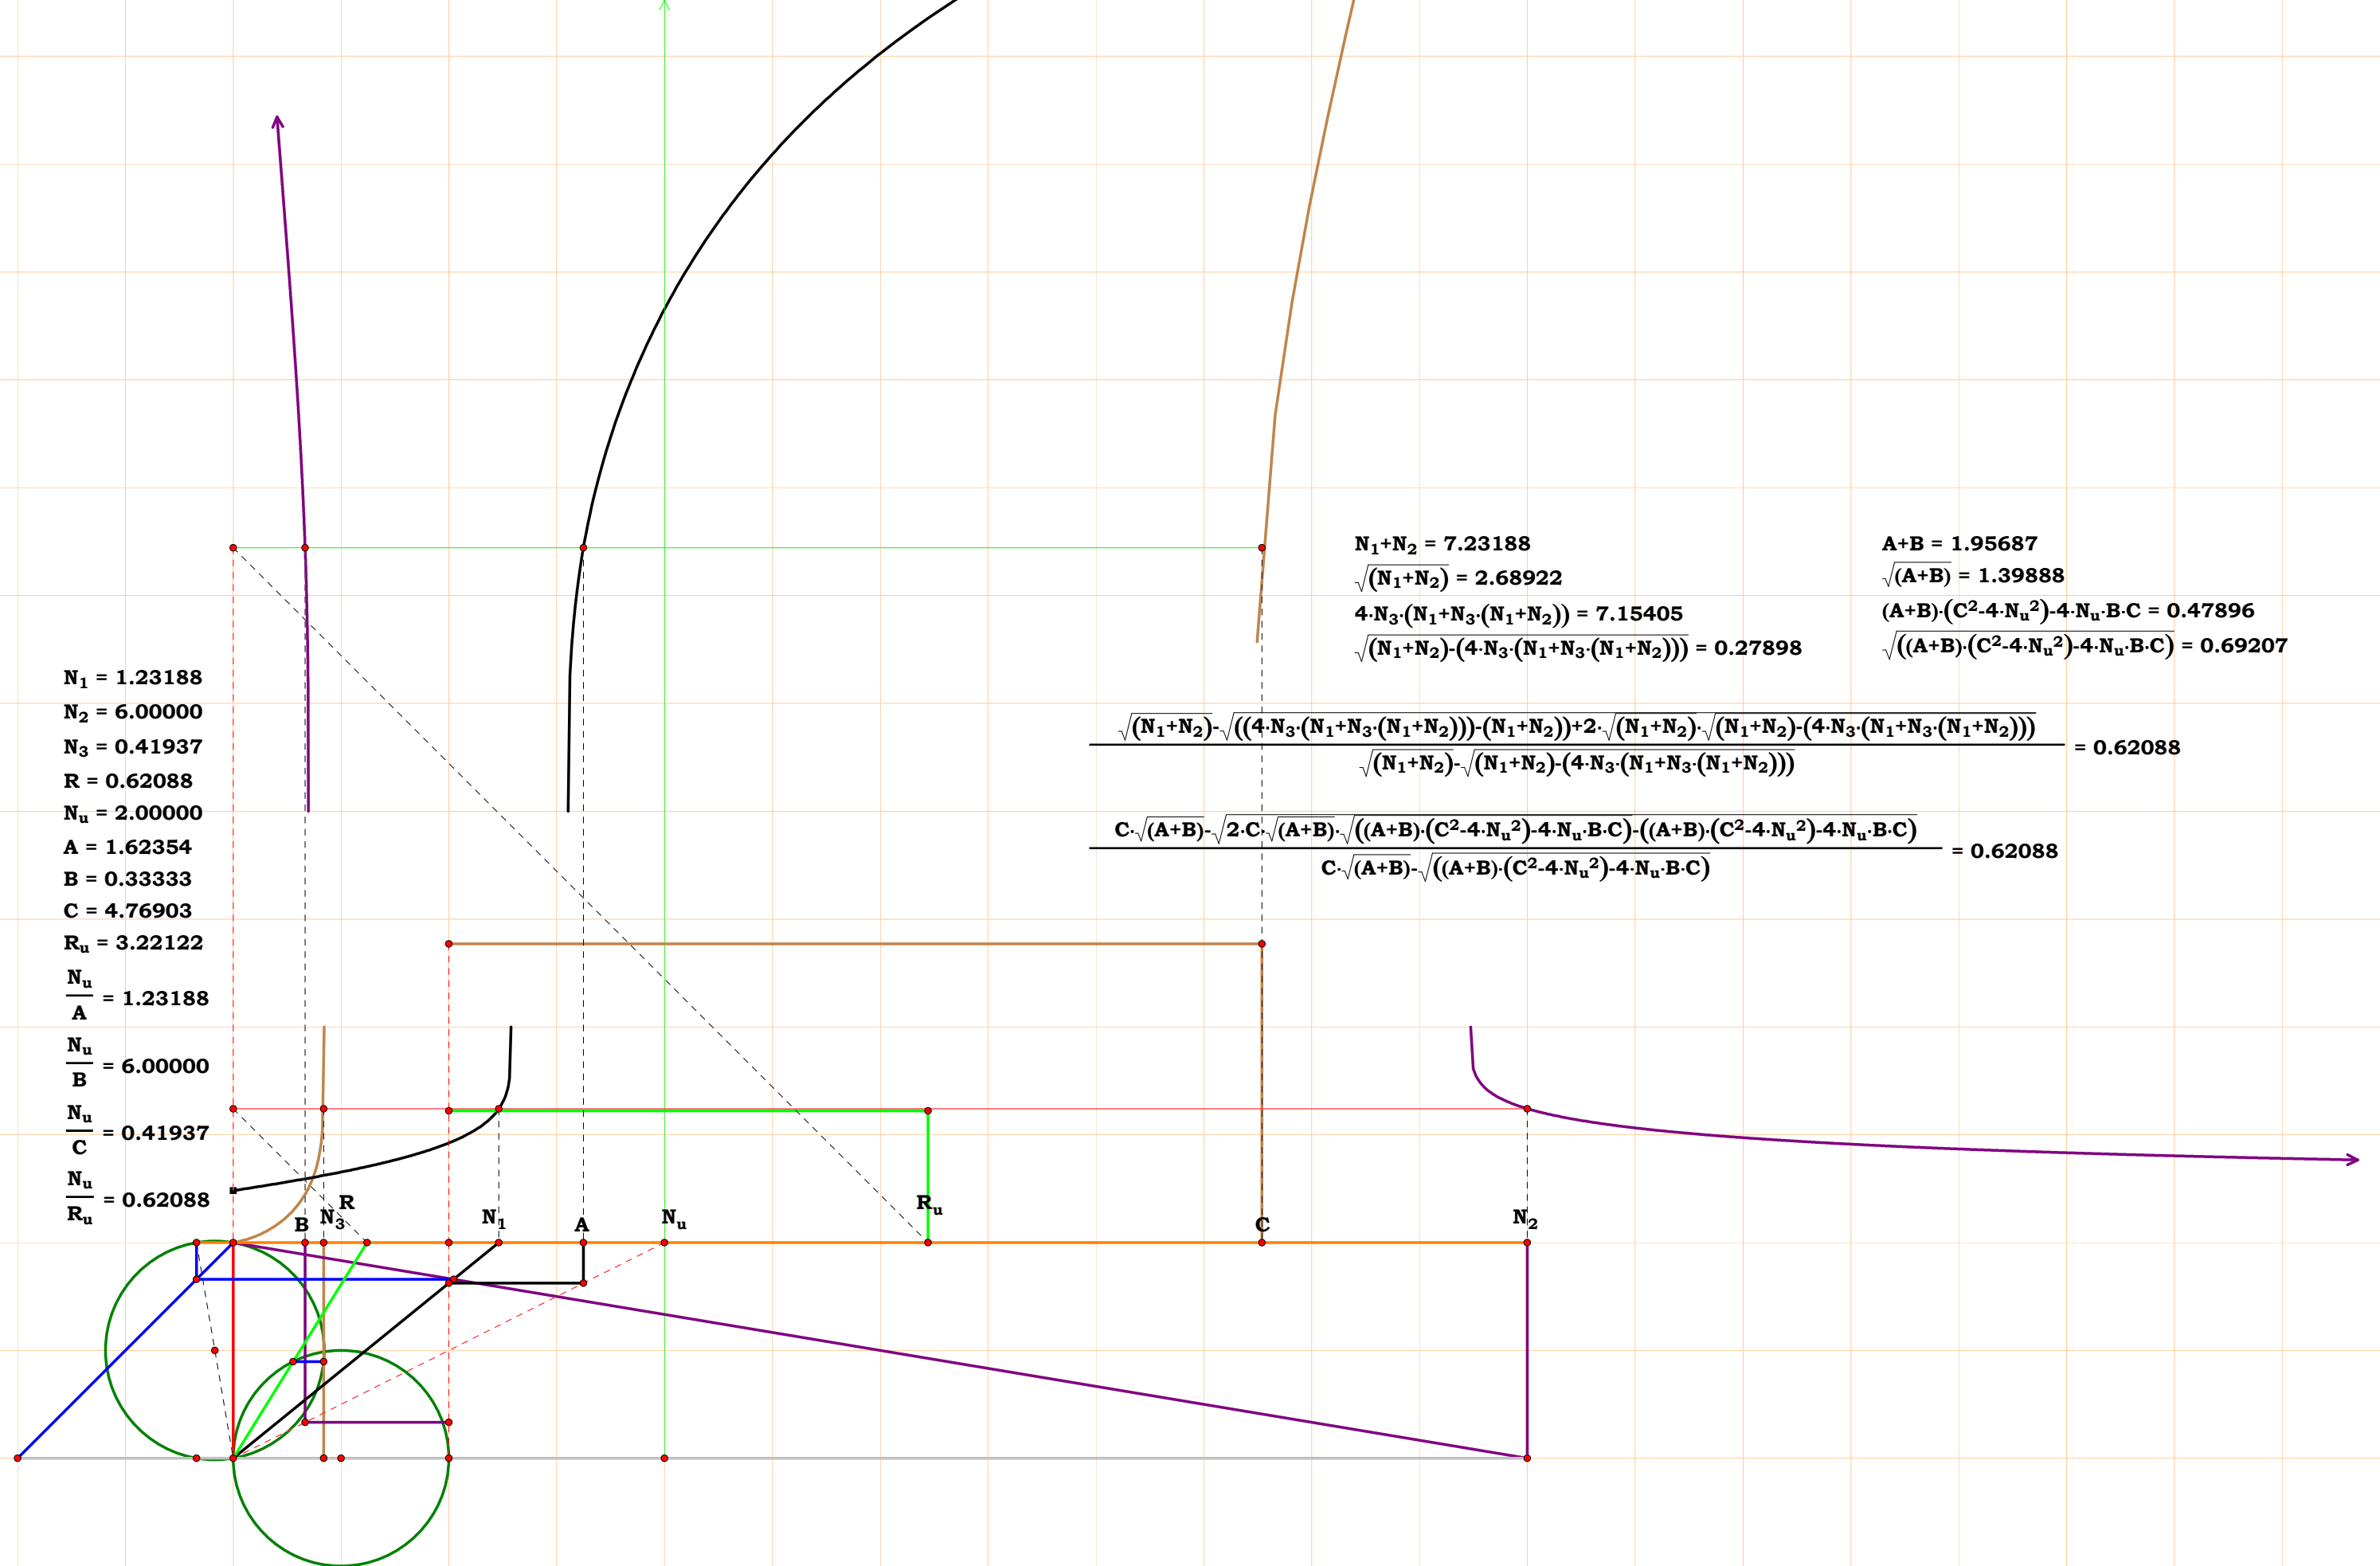 N₁+N₂ = 7.23188
√(N₁+N₂) = 2.68922
4·N₃·(N₁+N₃·(N₁+N₂)) = 7.15405
√(N₁+N₂)-(4·N₃·(N₁+N₃·(N₁+N₂))) = 0.27898
A+B = 1.95687
√(A+B) = 1.39888
(A+B)·(C²-4·Nᵤ²)-4·Nᵤ·B·C = 0.47896
√((A+B)·(C²-4·Nᵤ²)-4·Nᵤ·B·C) = 0.69207
N₁ = 1.23188
N₂ = 6.00000
N₃ = 0.41937
R = 0.62088
Nᵤ = 2.00000
A = 1.62354
B = 0.33333
C = 4.76903
Rᵤ = 3.22122
Nᵤ/A = 1.23188
Nᵤ/B = 6.00000
Nᵤ/C = 0.41937
Nᵤ/Rᵤ = 0.62088
√(N₁+N₂)-√((4·N₃·(N₁+N₃·(N₁+N₂)))-(N₁+N₂))+2·√(N₁+N₂)·√(N₁+N₂)-(4·N₃·(N₁+N₃·(N₁+N₂)))
√(N₁+N₂)-√(N₁+N₂)-(4·N₃·(N₁+N₃·(N₁+N₂)))
= 0.62088
C·√(A+B)-√2·C·√(A+B)·√((A+B)·(C²-4·Nᵤ²)-4·Nᵤ·B·C)-((A+B)·(C²-4·Nᵤ²)-4·Nᵤ·B·C)
C·√(A+B)-√((A+B)·(C²-4·Nᵤ²)-4·Nᵤ·B·C)
= 0.62088
B
N₃
R
N₁
A
Nᵤ
Rᵤ
C
N₂